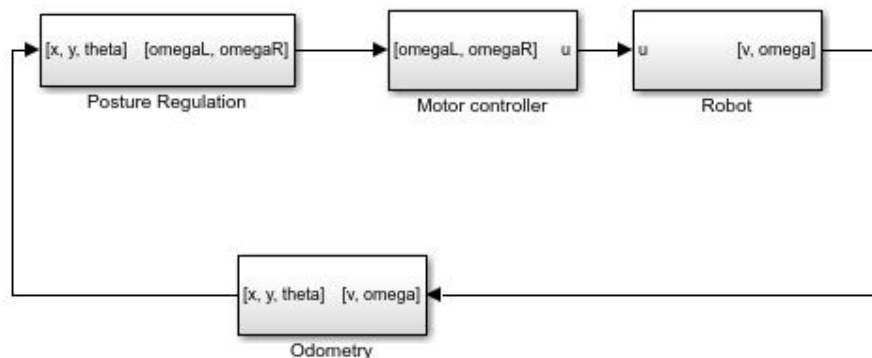 [x, y, theta] [omegaL, omegaR]
Posture Regulation
[omegaL, omegaR] u
Motor controller
u [v, omega]
Robot
[x, y, theta] [v, omega]
Odometry